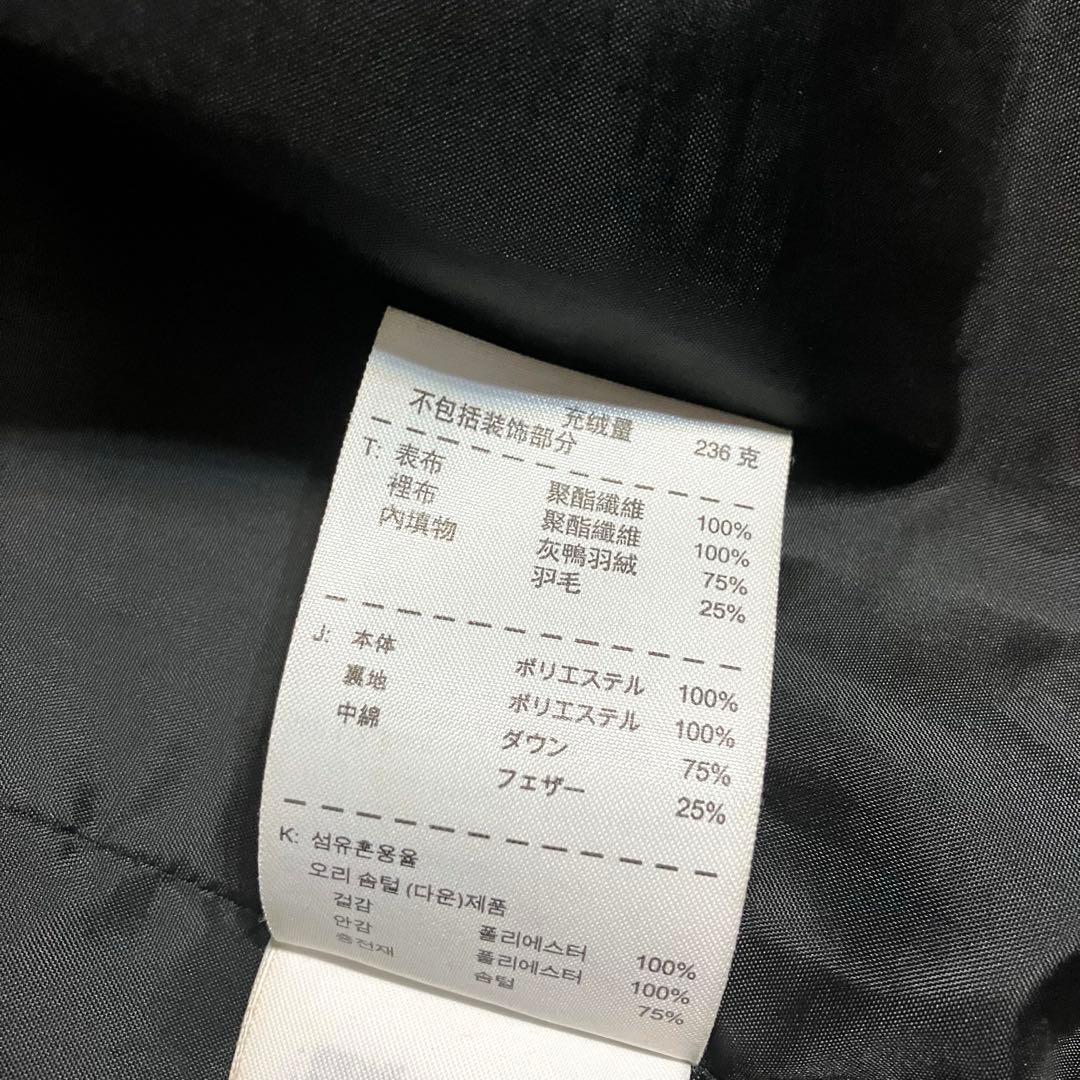 充绒量 236 克
不包括装饰部分
T: 表布 聚酯纖維 100%
裡布 聚酯纖維 100%
內填物 灰鴨羽絨 75%
羽毛 25%
J: 本体 ポリエステル 100%
裏地 ポリエステル 100%
中綿 ダウン 75%
フェザー 25%
K: 섬유혼용율
오리 솜털 (다운)제품
겉감 폴리에스터 100%
안감 폴리에스터 100%
충전재 솜털 75%